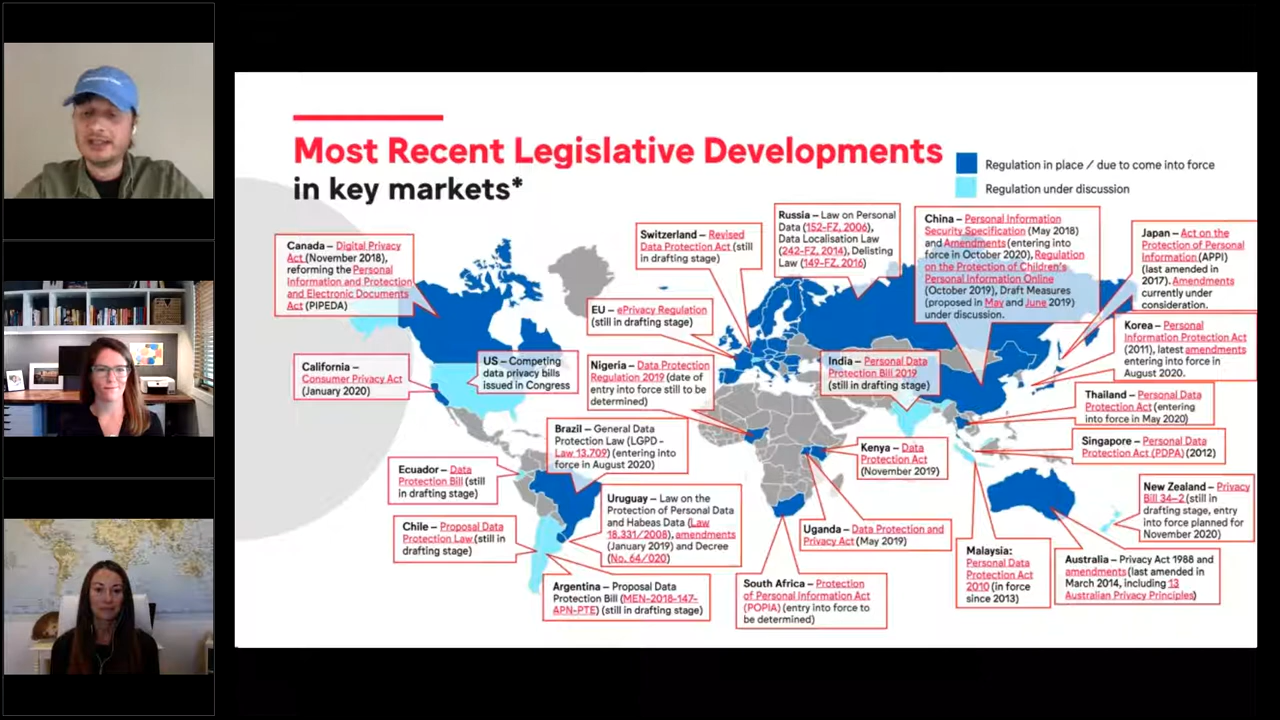 Most Recent Legislative Developments
in key markets*
Regulation in place / due to come into force
Regulation under discussion
Canada – Digital Privacy
Act (November 2018),
reforming the Personal
Information and Protection
and Electronic Documents
Act (PIPEDA)
California –
Consumer Privacy Act
(January 2020)
US – Competing
data privacy bills
issued in Congress
Switzerland – Revised
Data Protection Act (still
in drafting stage)
EU – ePrivacy Regulation
(still in drafting stage)
Nigeria – Data Protection
Regulation 2019 (date of
entry into force still to be
determined)
Russia – Law on Personal
Data (152-FZ, 2006),
Data Localisation Law
(242-FZ, 2014), Delisting
Law (149-FZ, 2016)
China – Personal Information
Security Specification (May 2018)
and Amendments (entering into
force in October 2020), Regulation
on the Protection of Children's
Personal Information Online
(October 2019), Draft Measures
(proposed in May and June 2019)
under discussion.
Japan – Act on the
Protection of Personal
Information (APPI)
(last amended in
2017). Amendments
currently under
consideration.
Korea – Personal
Information Protection Act
(2011), latest amendments
entering into force in
August 2020.
India – Personal Data
Protection Bill 2019
(still in drafting stage)
Thailand – Personal Data
Protection Act (entering
into force in May 2020)
Singapore – Personal Data
Protection Act (PDPA) (2012)
Brazil – General Data
Protection Law (LGPD -
Law 13,709) (entering into
force in August 2020)
Kenya – Data
Protection Act
(November 2019)
Ecuador – Data
Protection Bill (still
in drafting stage)
Uruguay – Law on the
Protection of Personal Data
and Habeas Data (Law
18.331/2008), amendments
(January 2019) and Decree
(No. 64/020)
Chile – Proposal Data
Protection Law (still in
drafting stage)
Uganda – Data Protection and
Privacy Act (May 2019)
New Zealand – Privacy
Bill 34–2 (still in
drafting stage, entry
into force planned for
November 2020)
Malaysia:
Personal Data
Protection Act
2010 (in force
since 2013)
Australia – Privacy Act 1988 and
amendments (last amended in
March 2014, including 13
Australian Privacy Principles)
Argentina – Proposal Data
Protection Bill (MEN-2018-147-
APN-PTE) (still in drafting stage)
South Africa – Protection
of Personal Information Act
(POPIA) (entry into force to
be determined)